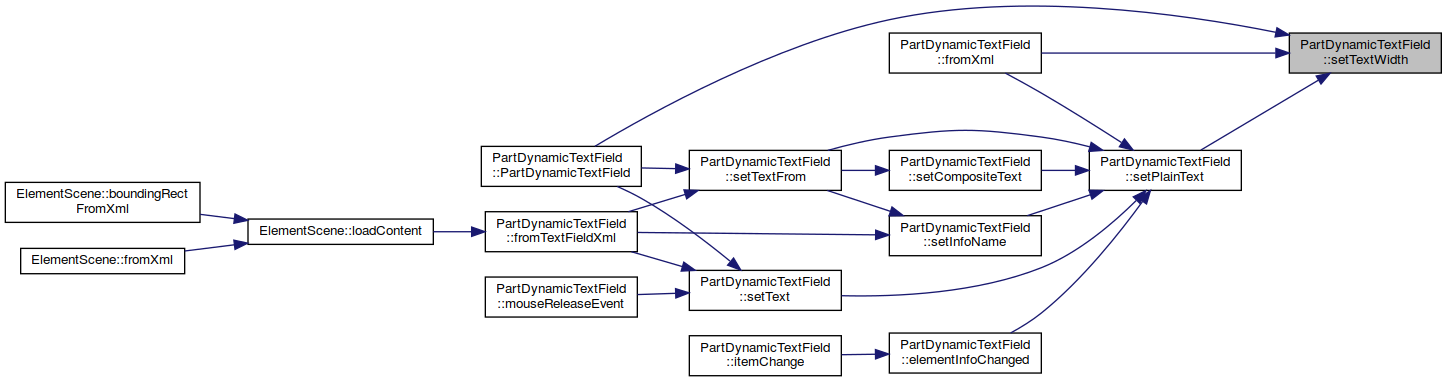 PartDynamicTextField
::setTextWidth
PartDynamicTextField
::fromXml
PartDynamicTextField
::PartDynamicTextField
PartDynamicTextField
::setTextFrom
PartDynamicTextField
::setCompositeText
PartDynamicTextField
::setPlainText
ElementScene::boundingRect
FromXml
ElementScene::loadContent
PartDynamicTextField
::fromTextFieldXml
PartDynamicTextField
::setInfoName
ElementScene::fromXml
PartDynamicTextField
::mouseReleaseEvent
PartDynamicTextField
::setText
PartDynamicTextField
::itemChange
PartDynamicTextField
::elementInfoChanged